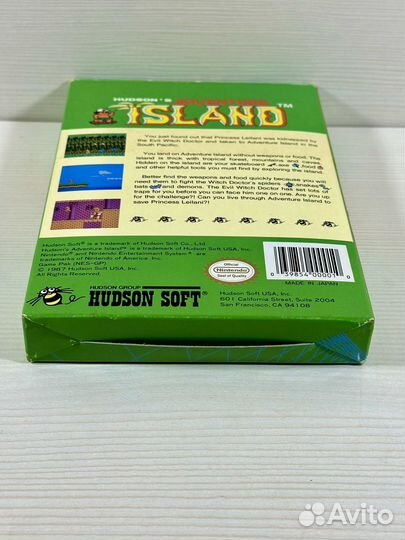 HUDSON'S ADVENTURE
ISLAND™
You just found out that Princess Leilani was kidnapped
by the Evil Witch Doctor and taken to Adventure Island in the
South Pacific.
You land on Adventure Island without weapons or food. The
island is thick with tropical forest, mountains, and caves.
Hidden on the island are your skateboard, axe, food
and other helpful tools you must find by exploring the island.
Better find the weapons and food quickly because you will
need them to fight the Witch Doctor's spiders, snakes,
bats and demons. The Evil Witch Doctor has set lots of
traps for you before you can face him one on one. Are you up
for the challenge?! Can you live through Adventure Island to
save Princess Leilani?!
Hudson Soft® is a trademark of Hudson Soft Co., Ltd.
Hudson's Adventure Island™ is a trademark of Hudson Soft USA, Inc.
Nintendo® and Nintendo Entertainment System® are
trademarks of Nintendo of America Inc.
Game Pak (NES-GP)
© 1987 Hudson Soft USA, Inc.
All Rights Reserved.
Official
Nintendo
Seal of Quality
0 39854 00001 0
MADE IN JAPAN
HUDSON GROUP
HUDSON SOFT®
Hudson Soft USA, Inc.
601 California Street, Suite 2004
San Francisco, CA 94108
Avito